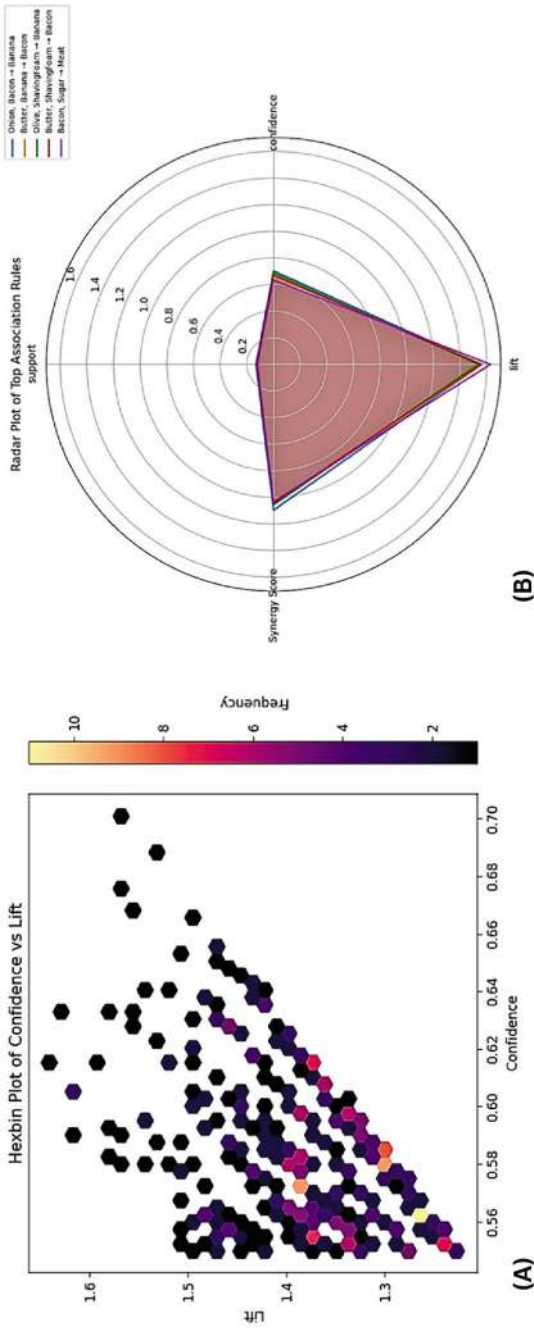 Hexbin Plot of Confidence vs Lift
Lift
1.6
1.5
1.4
1.3
0.56
0.58
0.60
0.62
0.64
0.66
0.68
0.70
Confidence
10
8
6
4
2
Frequency
(A)
Radar Plot of Top Association Rules
support
confidence
lift
Synergy Score
0.2
0.4
0.6
0.8
1.0
1.2
1.4
1.6
Onion, Bacon → Banana
Butter, Banana → Bacon
Olive, ShavingFoam → Banana
Butter, ShavingFoam → Bacon
Bacon, Sugar → Meat
(B)